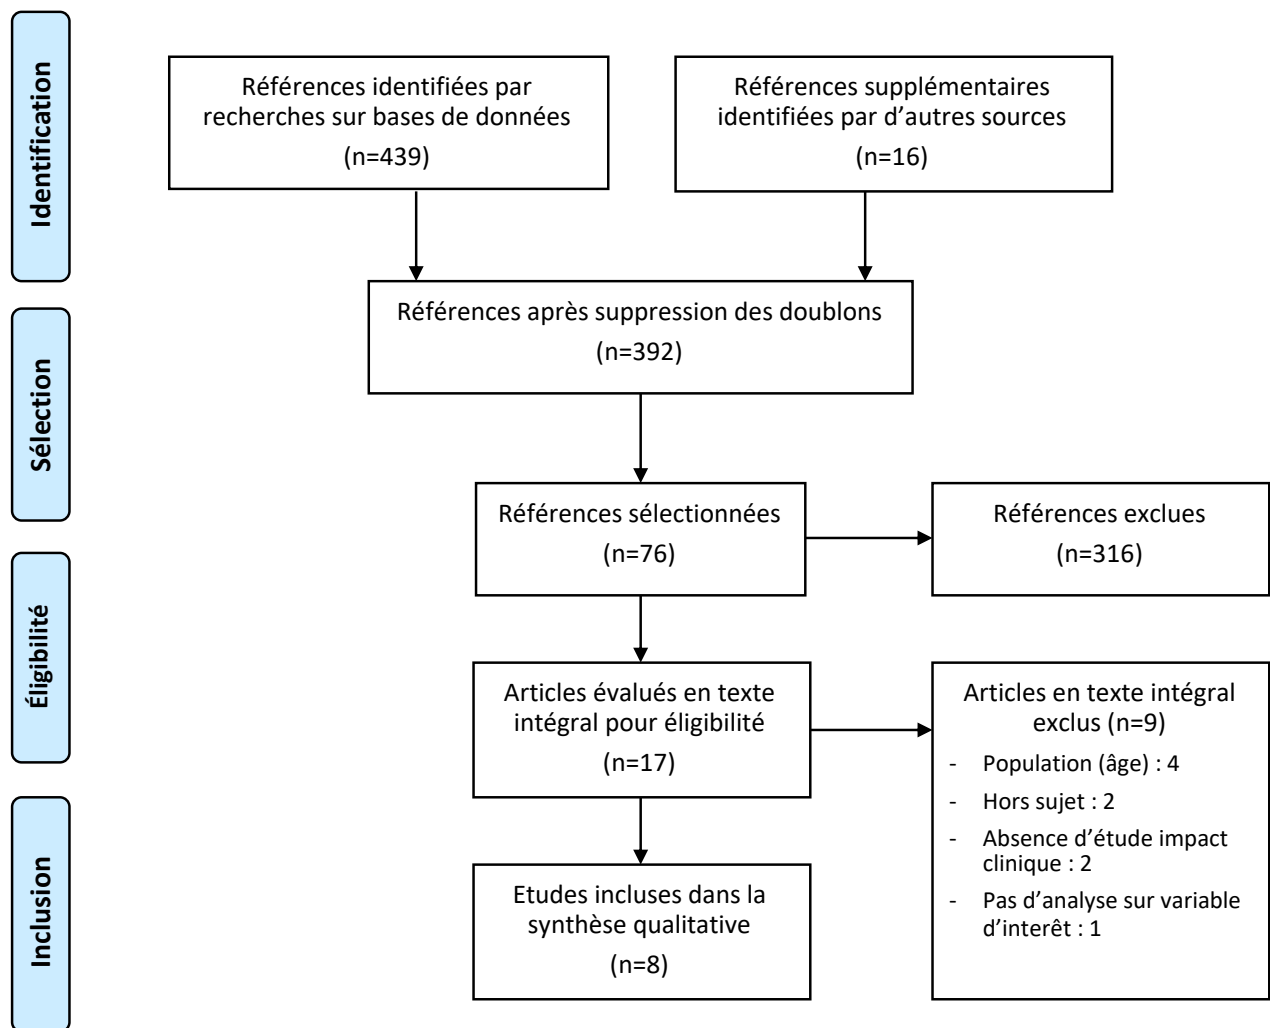 Identification
Références identifiées par
recherches sur bases de données
(n=439)
Références supplémentaires
identifiées par d’autres sources
(n=16)
Références après suppression des doublons
(n=392)
Sélection
Références sélectionnées
(n=76)
Références exclues
(n=316)
Éligibilité
Articles évalués en texte
intégral pour éligibilité
(n=17)
Articles en texte intégral
exclus (n=9)
- Population (âge) : 4
- Hors sujet : 2
- Absence d’étude impact
clinique : 2
- Pas d’analyse sur variable
d’interêt : 1
Inclusion
Etudes incluses dans la
synthèse qualitative
(n=8)